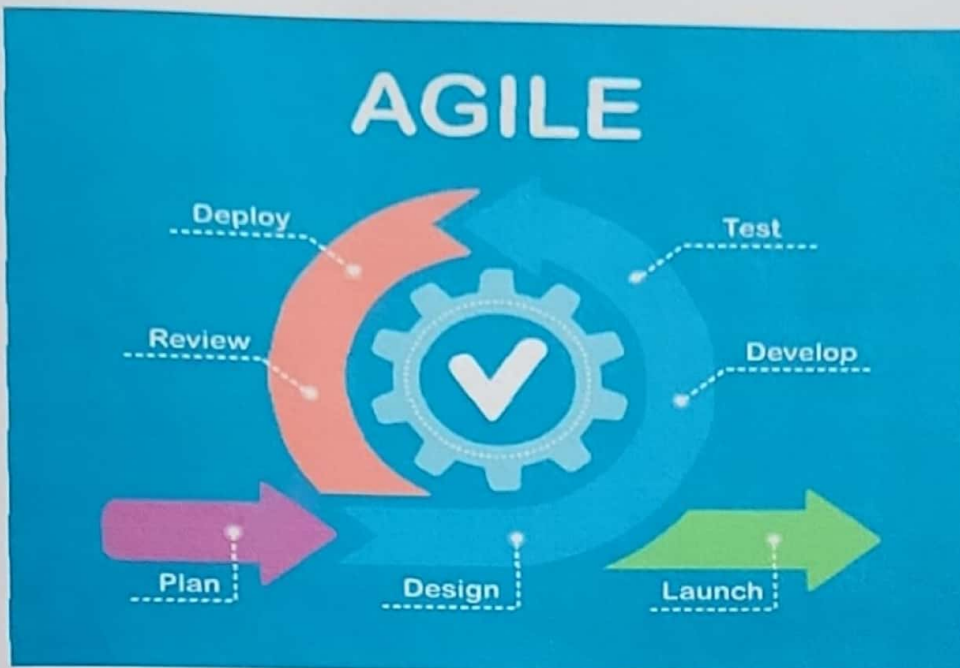 AGILE
Deploy
Test
Review
Develop
Plan
Design
Launch